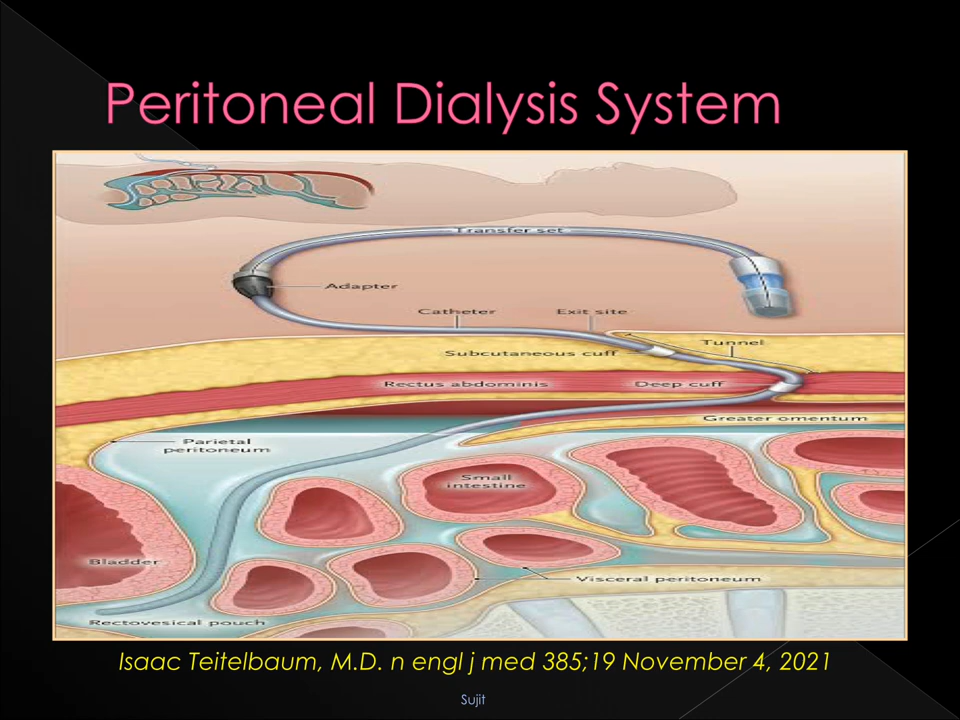 Peritoneal Dialysis System
Transfer set
Adapter
Catheter
Exit site
Tunnel
Subcutaneous cuff
Rectus abdominis
Deep cuff
Greater omentum
Parietal
peritoneum
Small
intestine
Bladder
Visceral peritoneum
Rectovesical pouch
Isaac Teitelbaum, M.D. n engl j med 385;19 November 4, 2021
Sujit